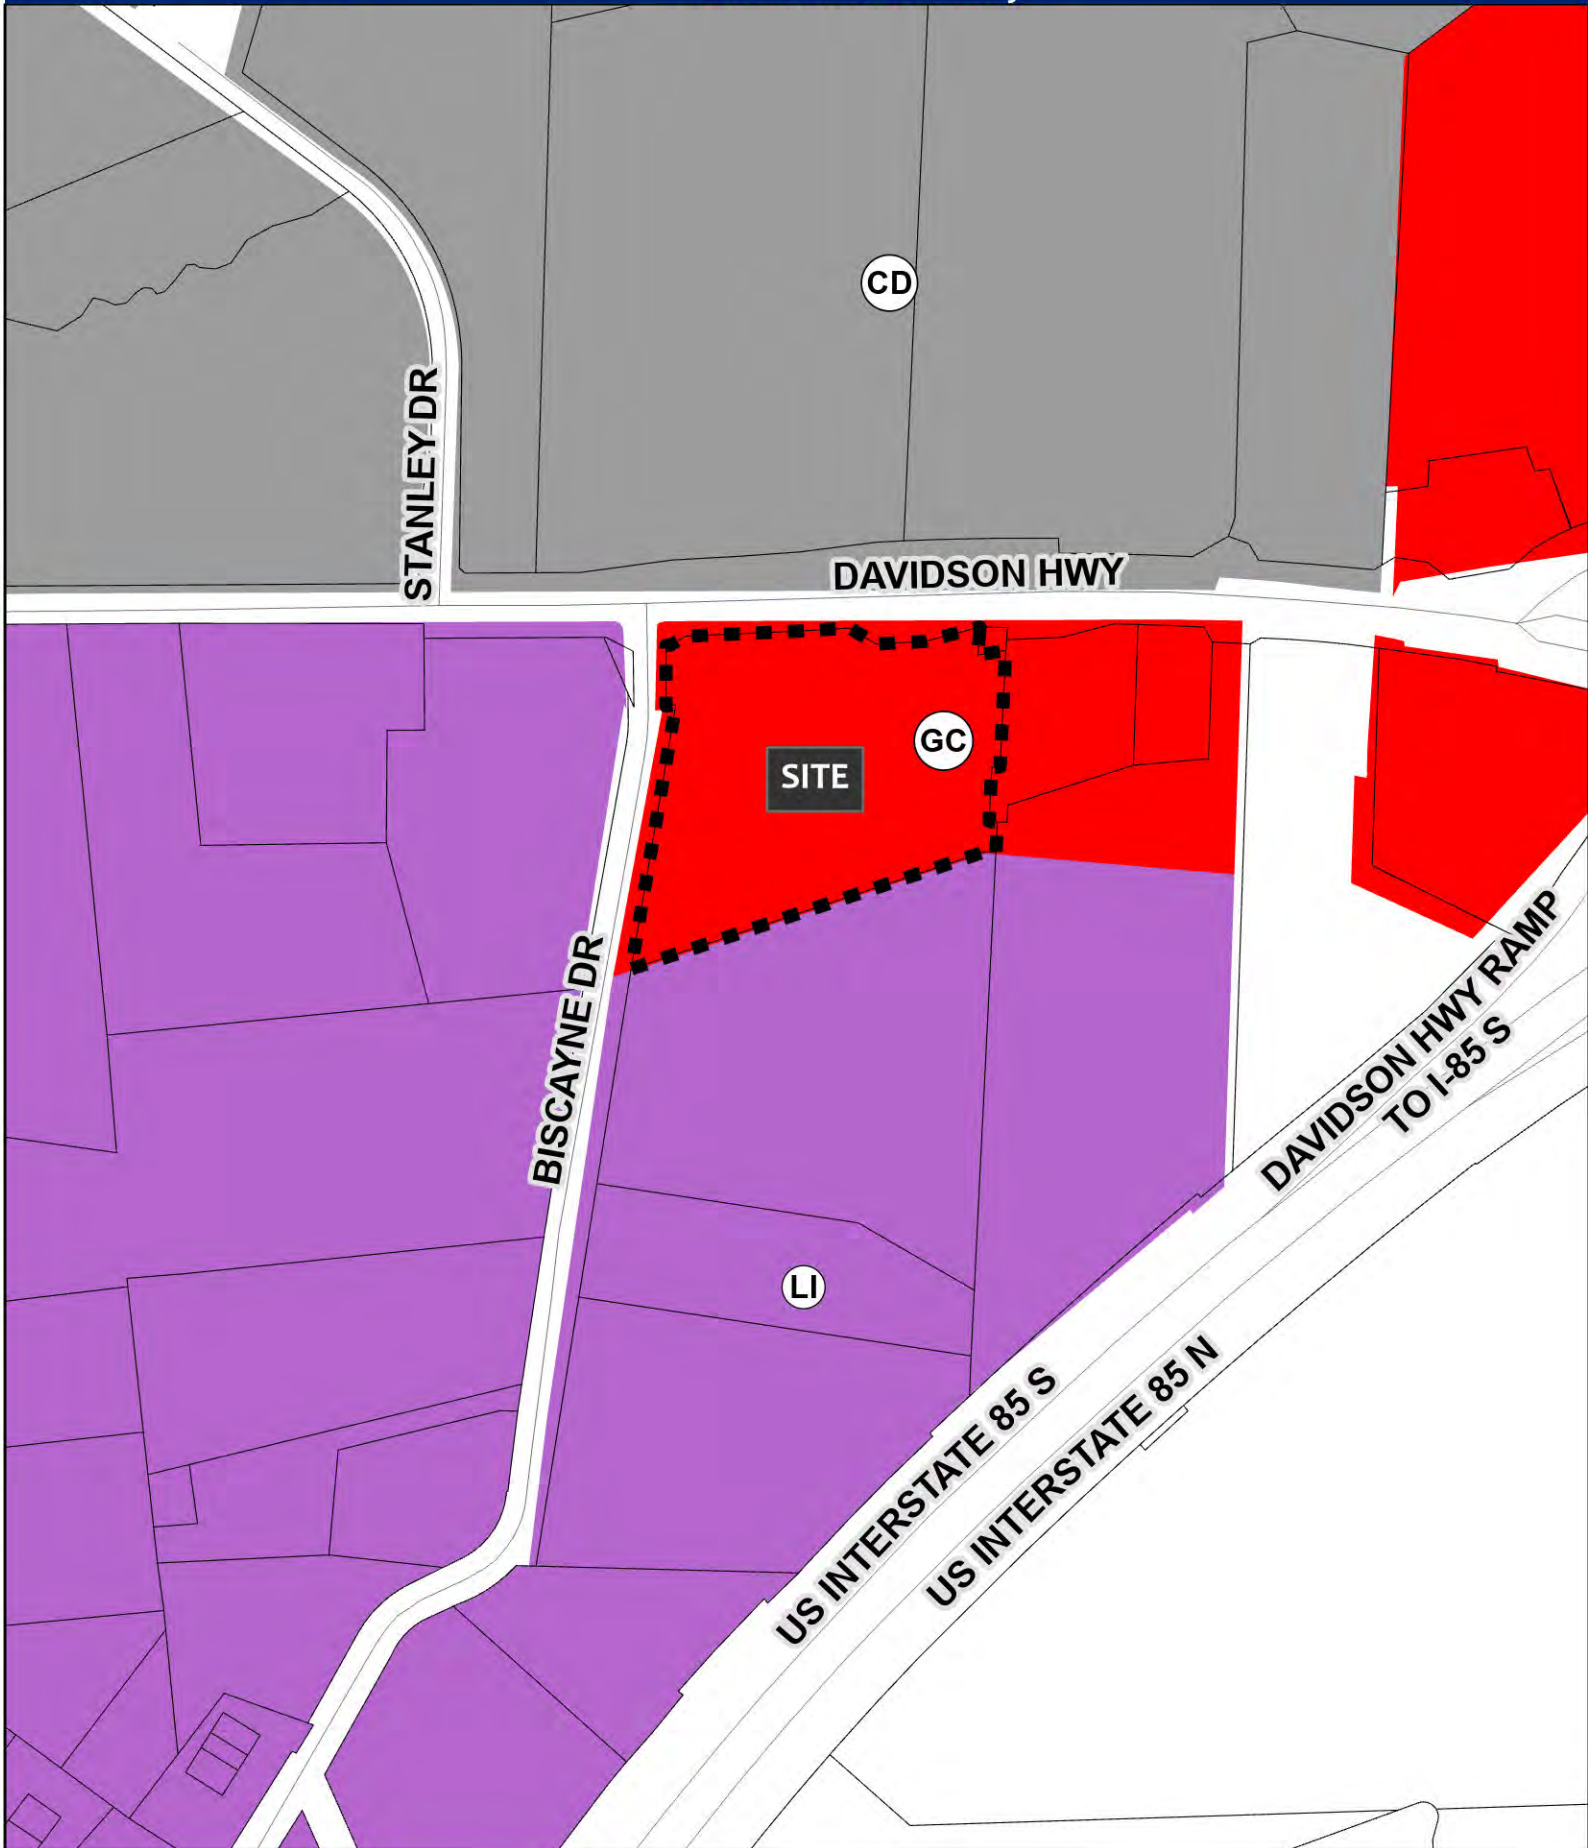 CD
STANLEY DR
DAVIDSON HWY
GC
SITE
BISCAYNE DR
DAVIDSON HWY RAMP
TO I-85 S
LI
US INTERSTATE 85 S
US INTERSTATE 85 N